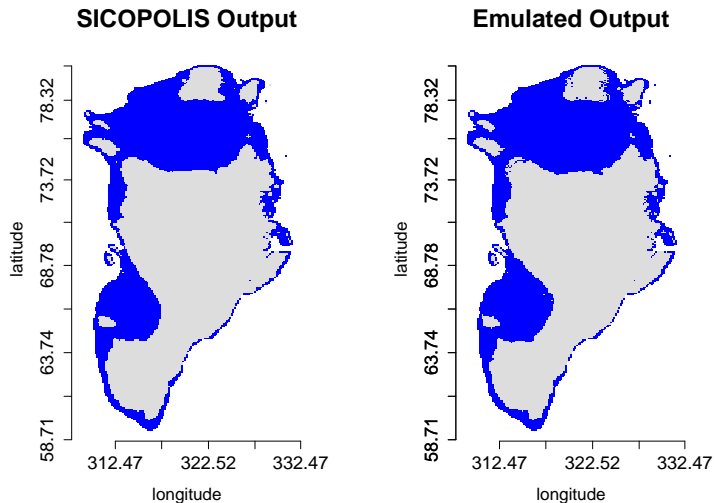 SICOPOLIS Output
latitude
78.32
73.72
68.78
63.74
58.71
312.47 322.52 332.47
longitude
Emulated Output
latitude
78.32
73.72
68.78
63.74
58.71
312.47 322.52 332.47
longitude